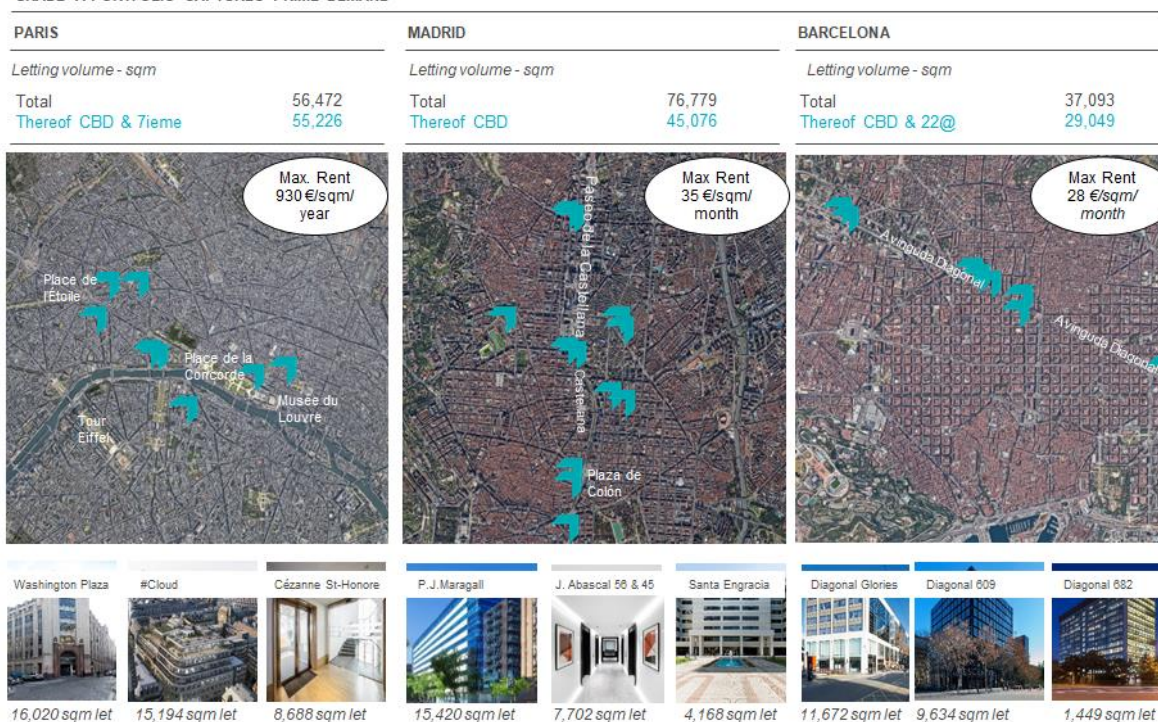 GRADE A PORTFOLIO CAPTURES PRIME DEMAND
PARIS
Letting volume - sqm
Total 56,472
Thereof CBD & 7ieme 55,226
Max. Rent
930 €/sqm/
year
Place de
l'Étoile
Place de la
Concorde
Musée du
Louvre
Tour
Eiffel
Washington Plaza
#Cloud
Cézanne St-Honore
16,020 sqm let
15,194 sqm let
8,688 sqm let
MADRID
Letting volume - sqm
Total 76,779
Thereof CBD 45,076
Max Rent
35 €/sqm/
month
Paseo de la Castellana
Castellana
Plaza de
Colón
P.J.Maragall
J. Abascal 56 & 45
Santa Engracia
15,420 sqm let
7,702 sqm let
4,168 sqm let
BARCELONA
Letting volume - sqm
Total 37,093
Thereof CBD & 22@ 29,049
Max Rent
28 €/sqm/
month
Avinguda Diagonal
Avinguda Diagonal
Diagonal Glories
Diagonal 609
Diagonal 682
11,672 sqm let
9,634 sqm let
1,449 sqm let